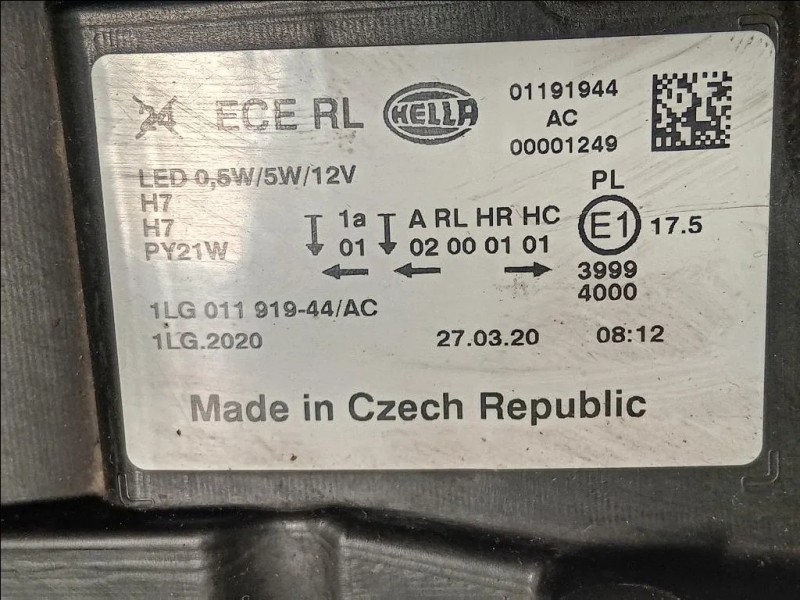 24 ECE RL HELLA 01191944
AC
00001249
LED 0,5W/5W/12V
PL
H7
1a A RL HR HC E1 17.5
H7
01 02 00 01 01
PY21W
3999
4000
1LG 011 919-44/AC
1LG.2020 27.03.20 08:12
Made in Czech Republic